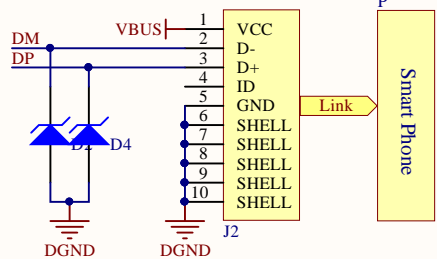 P
VBUS 1 VCC
DM 2 D-
DP 3 D+
4 ID
5 GND
Link
6 SHELL
7 SHELL
8 SHELL
9 SHELL
10 SHELL
D2 D4
Smart Phone
J2
DGND DGND